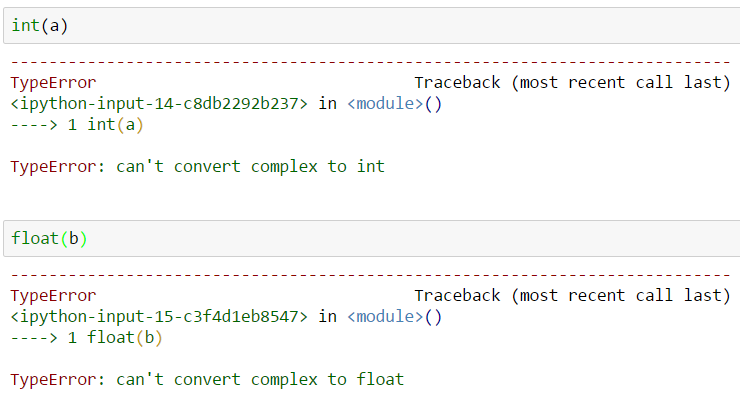 int(a)
---------------------------------------------------------------------------
TypeError                                 Traceback (most recent call last)
<ipython-input-14-c8db2292b237> in <module>()
----> 1 int(a)
TypeError: can't convert complex to int
float(b)
---------------------------------------------------------------------------
TypeError                                 Traceback (most recent call last)
<ipython-input-15-c3f4d1eb8547> in <module>()
----> 1 float(b)
TypeError: can't convert complex to float